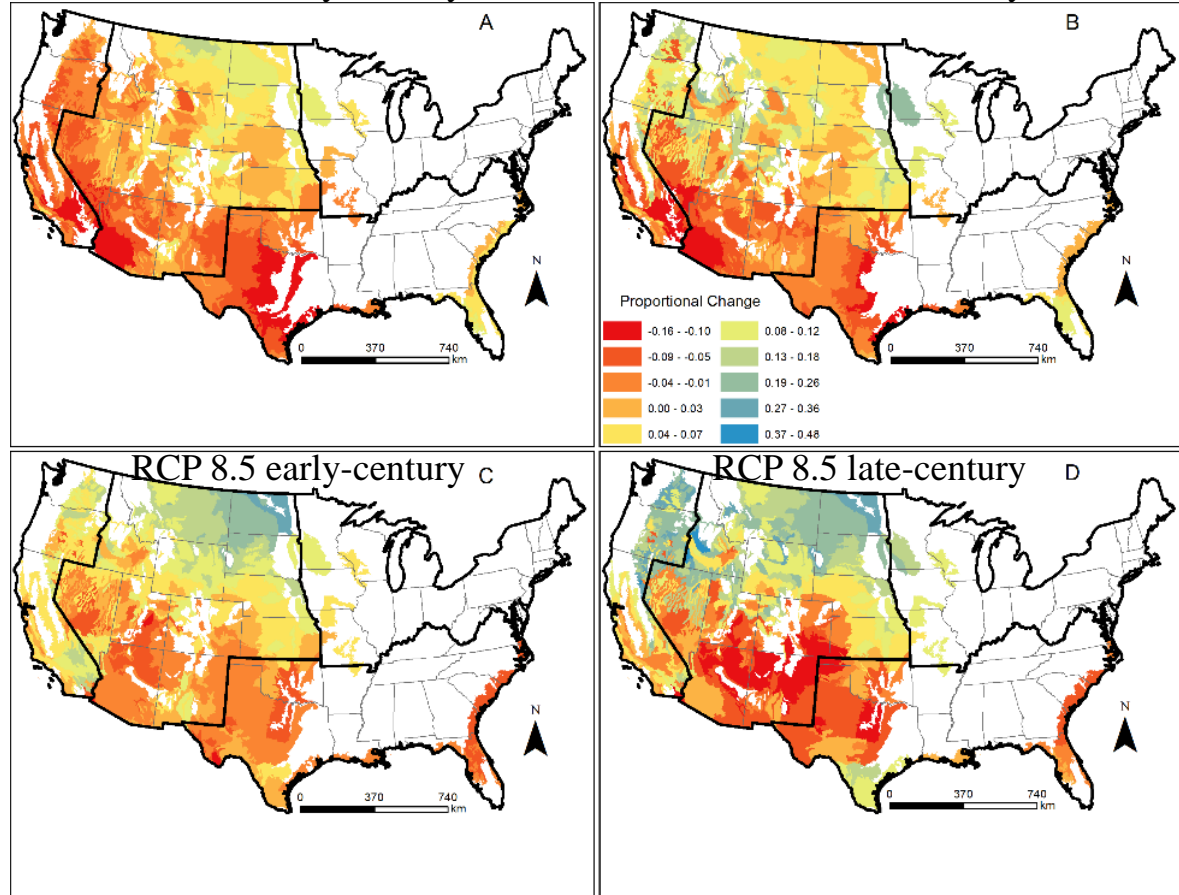 A
B
N
N
Proportional Change
-0.16 - -0.10
0.08 - 0.12
-0.09 - -0.05
0.13 - 0.18
-0.04 - -0.01
0.19 - 0.26
0.00 - 0.03
0.27 - 0.36
0.04 - 0.07
0.37 - 0.48
0 370 740
km
0 370 740
km
RCP 8.5 early-century C
RCP 8.5 late-century D
N
N
0 370 740
km
0 370 740
km